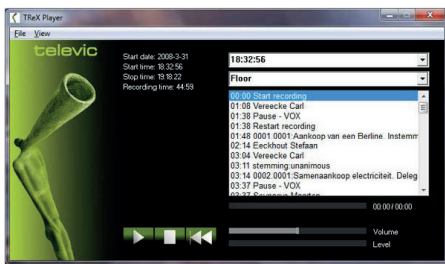 TReX Player
File View
televic
Start date: 2008-3-31
Start time: 18:32:56
Stop time: 19:18:22
Recording time: 44:59
18:32:56
Floor
00:00 Start recording
01:08 Vereecke Carl
01:38 Pause - VOX
01:38 Restart recording
01:48 0001.0001:Aankoop van een Berline. Instemm
02:14 Eeckhout Stefaan
03:04 Vereecke Carl
03:11 stemming:unanimous
03:14 0002.0001:Samenaankoop electriciteit. Deleg
03:37 Pause - VOX
00:00/ 00:00
Volume
Level